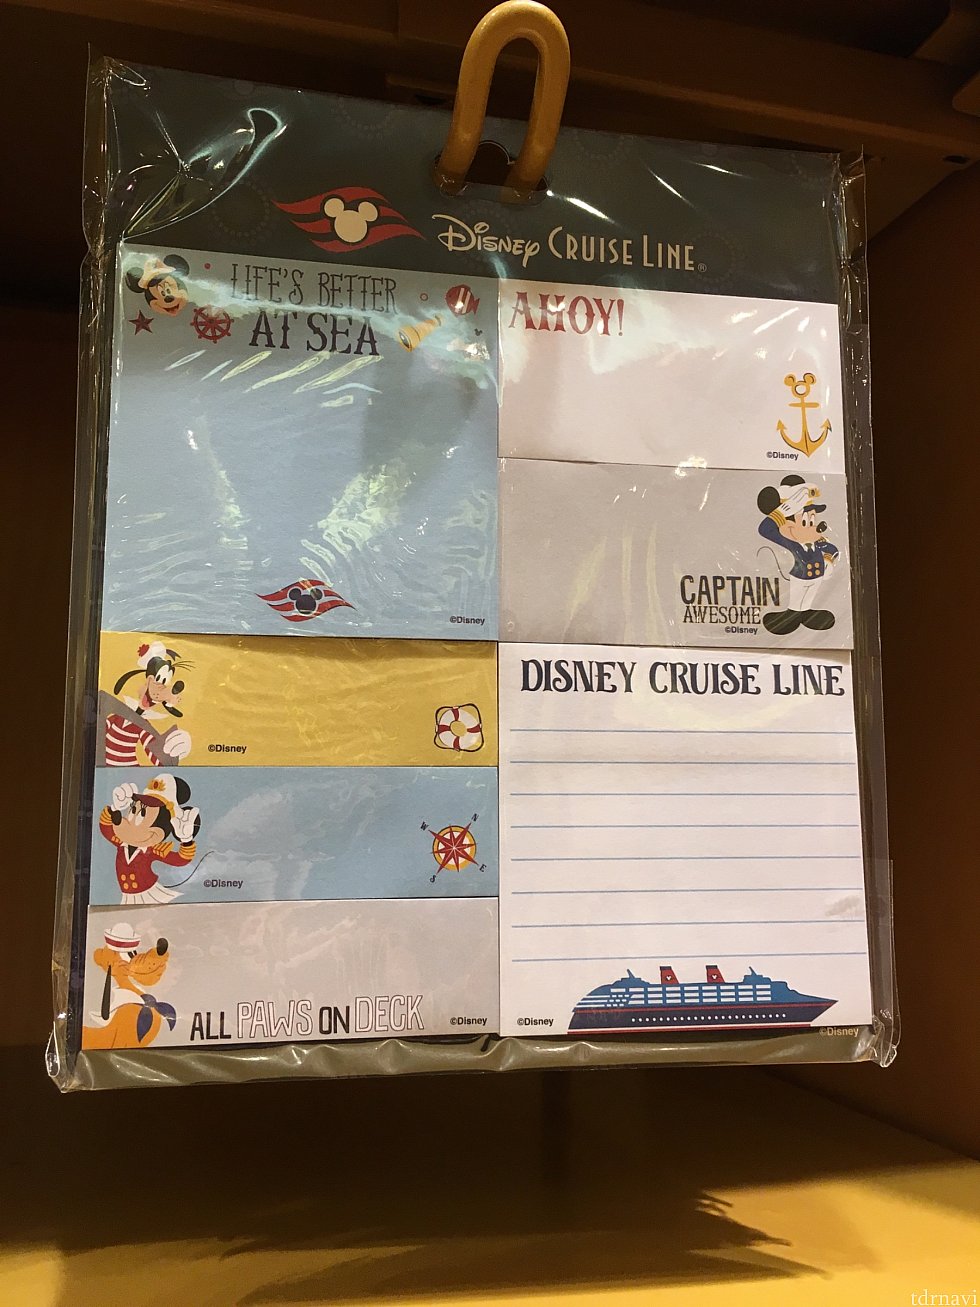 Disney Cruise Line®
LIFE'S BETTER
AT SEA
©Disney
AHOY!
©Disney
CAPTAIN
AWESOME
©Disney
©Disney
N
W
E
S
©Disney
ALL PAWS ON DECK
©Disney
DISNEY CRUISE LINE
©Disney
©Disney
tdrnavi